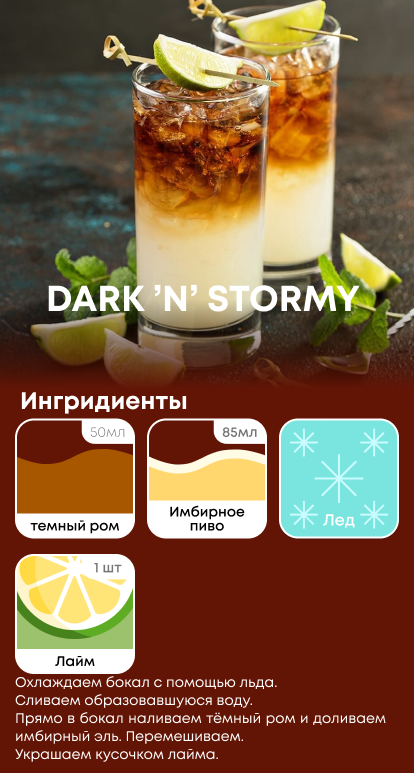 DARK ’N’ STORMY
Ингридиенты
50мл
85мл
темный ром
Имбирное
пиво
Лед
1 шт
Лайм
Охлаждаем бокал с помощью льда.
Сливаем образовавшуюся воду.
Прямо в бокал наливаем тёмный ром и доливаем
имбирный эль. Перемешиваем.
Украшаем кусочком лайма.